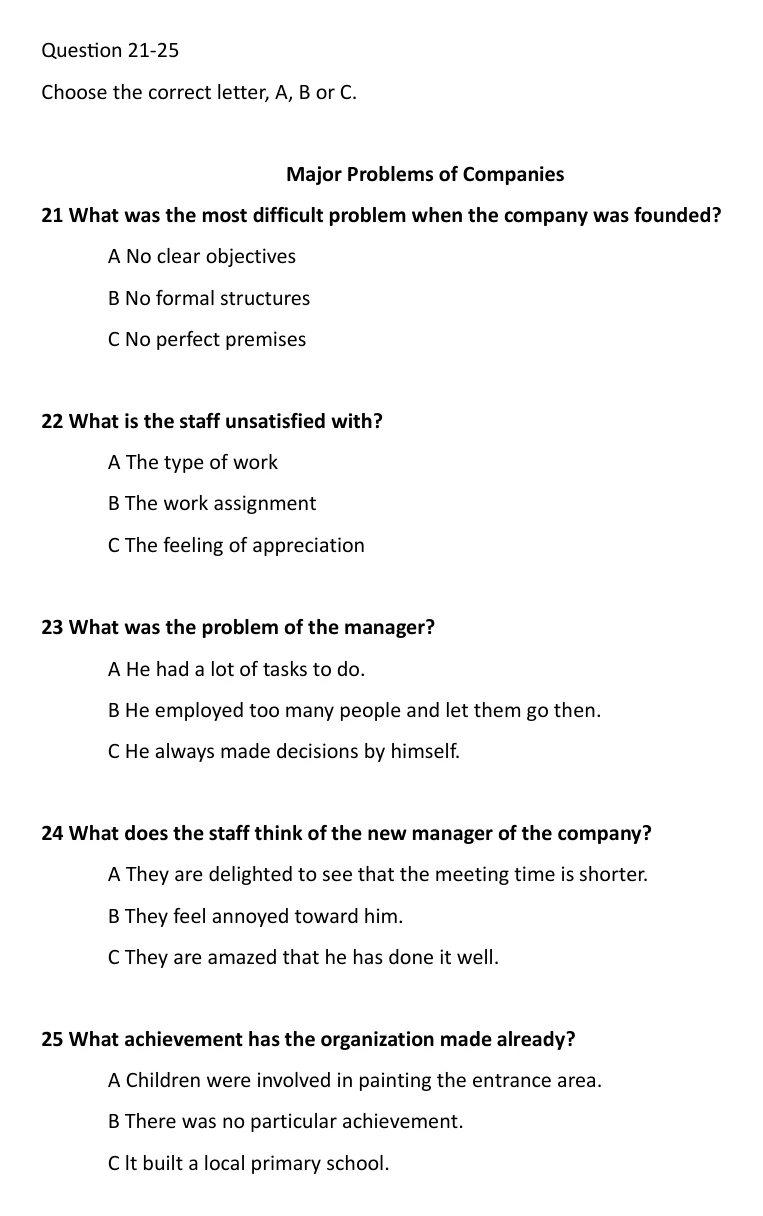 Question 21-25
Choose the correct letter, A, B or C.
Major Problems of Companies
21 What was the most difficult problem when the company was founded?
A No clear objectives
B No formal structures
C No perfect premises
22 What is the staff unsatisfied with?
A The type of work
B The work assignment
C The feeling of appreciation
23 What was the problem of the manager?
A He had a lot of tasks to do.
B He employed too many people and let them go then.
C He always made decisions by himself.
24 What does the staff think of the new manager of the company?
A They are delighted to see that the meeting time is shorter.
B They feel annoyed toward him.
C They are amazed that he has done it well.
25 What achievement has the organization made already?
A Children were involved in painting the entrance area.
B There was no particular achievement.
C lt built a local primary school.